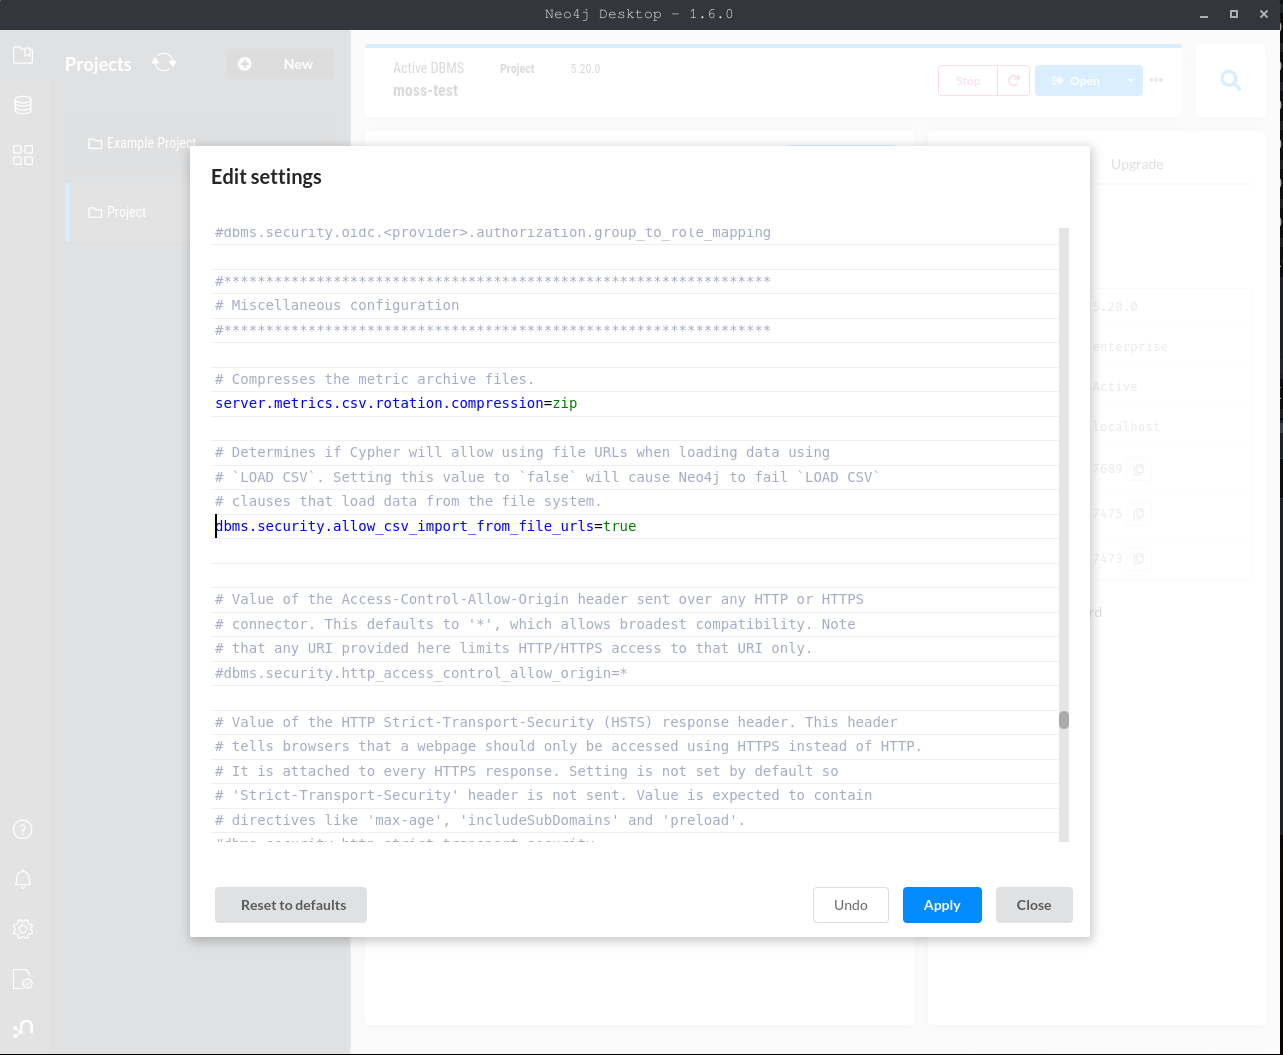 Neo4j Desktop - 1.6.0
Projects
New
Active DBMS
Project
5.20.0
moss-test
Stop
Open
Example Project
Project
Upgrade
Edit settings
#dbms.security.oidc.<provider>.authorization.group_to_role_mapping
#*****************************************************************
# Miscellaneous configuration
#*****************************************************************
# Compresses the metric archive files.
server.metrics.csv.rotation.compression=zip
# Determines if Cypher will allow using file URLs when loading data using
# `LOAD CSV`. Setting this value to `false` will cause Neo4j to fail `LOAD CSV`
# clauses that load data from the file system.
dbms.security.allow_csv_import_from_file_urls=true
# Value of the Access-Control-Allow-Origin header sent over any HTTP or HTTPS
# connector. This defaults to '*', which allows broadest compatibility. Note
# that any URI provided here limits HTTP/HTTPS access to that URI only.
#dbms.security.http_access_control_allow_origin=*
# Value of the HTTP Strict-Transport-Security (HSTS) response header. This header
# tells browsers that a webpage should only be accessed using HTTPS instead of HTTP.
# It is attached to every HTTPS response. Setting is not set by default so
# 'Strict-Transport-Security' header is not sent. Value is expected to contain
# directives like 'max-age', 'includeSubDomains' and 'preload'.
#dbms.security.http_strict_transport_security
5.20.0
enterprise
Active
localhost
7689
7475
7473
rd
Reset to defaults
Undo
Apply
Close